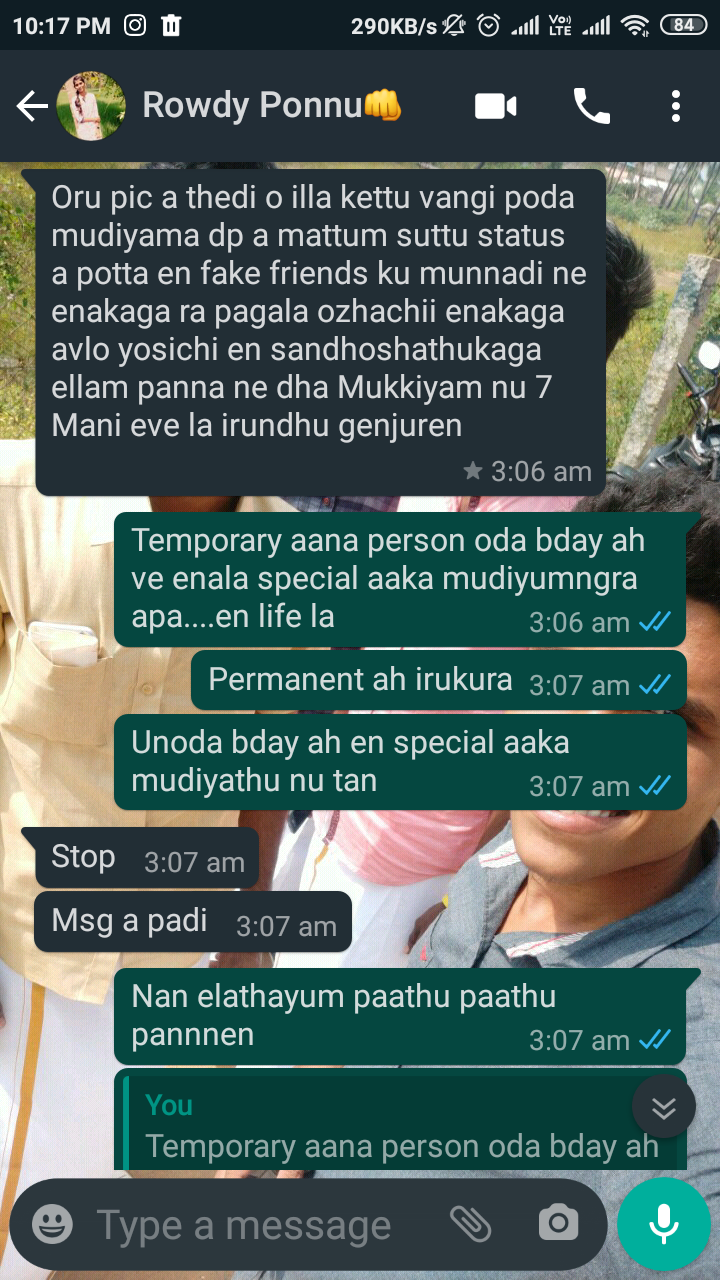 10:17 PM 290KB/s Vo)) LTE 84
Rowdy Ponnu👊
Oru pic a thedi o illa kettu vangi poda
mudiyama dp a mattum suttu status
a potta en fake friends ku munnadi ne
enakaga ra pagala ozhachii enakaga
avlo yosichi en sandhoshathukaga
ellam panna ne dha Mukkiyam nu 7
Mani eve la irundhu genjuren
★ 3:06 am
Temporary aana person oda bday ah
ve enala special aaka mudiyumngra
apa....en life la 3:06 am
Permanent ah irukura 3:07 am
Unoda bday ah en special aaka
mudiyathu nu tan 3:07 am
Stop 3:07 am
Msg a padi 3:07 am
Nan elathayum paathu paathu
pannnen 3:07 am
You
Temporary aana person oda bday ah
Type a message